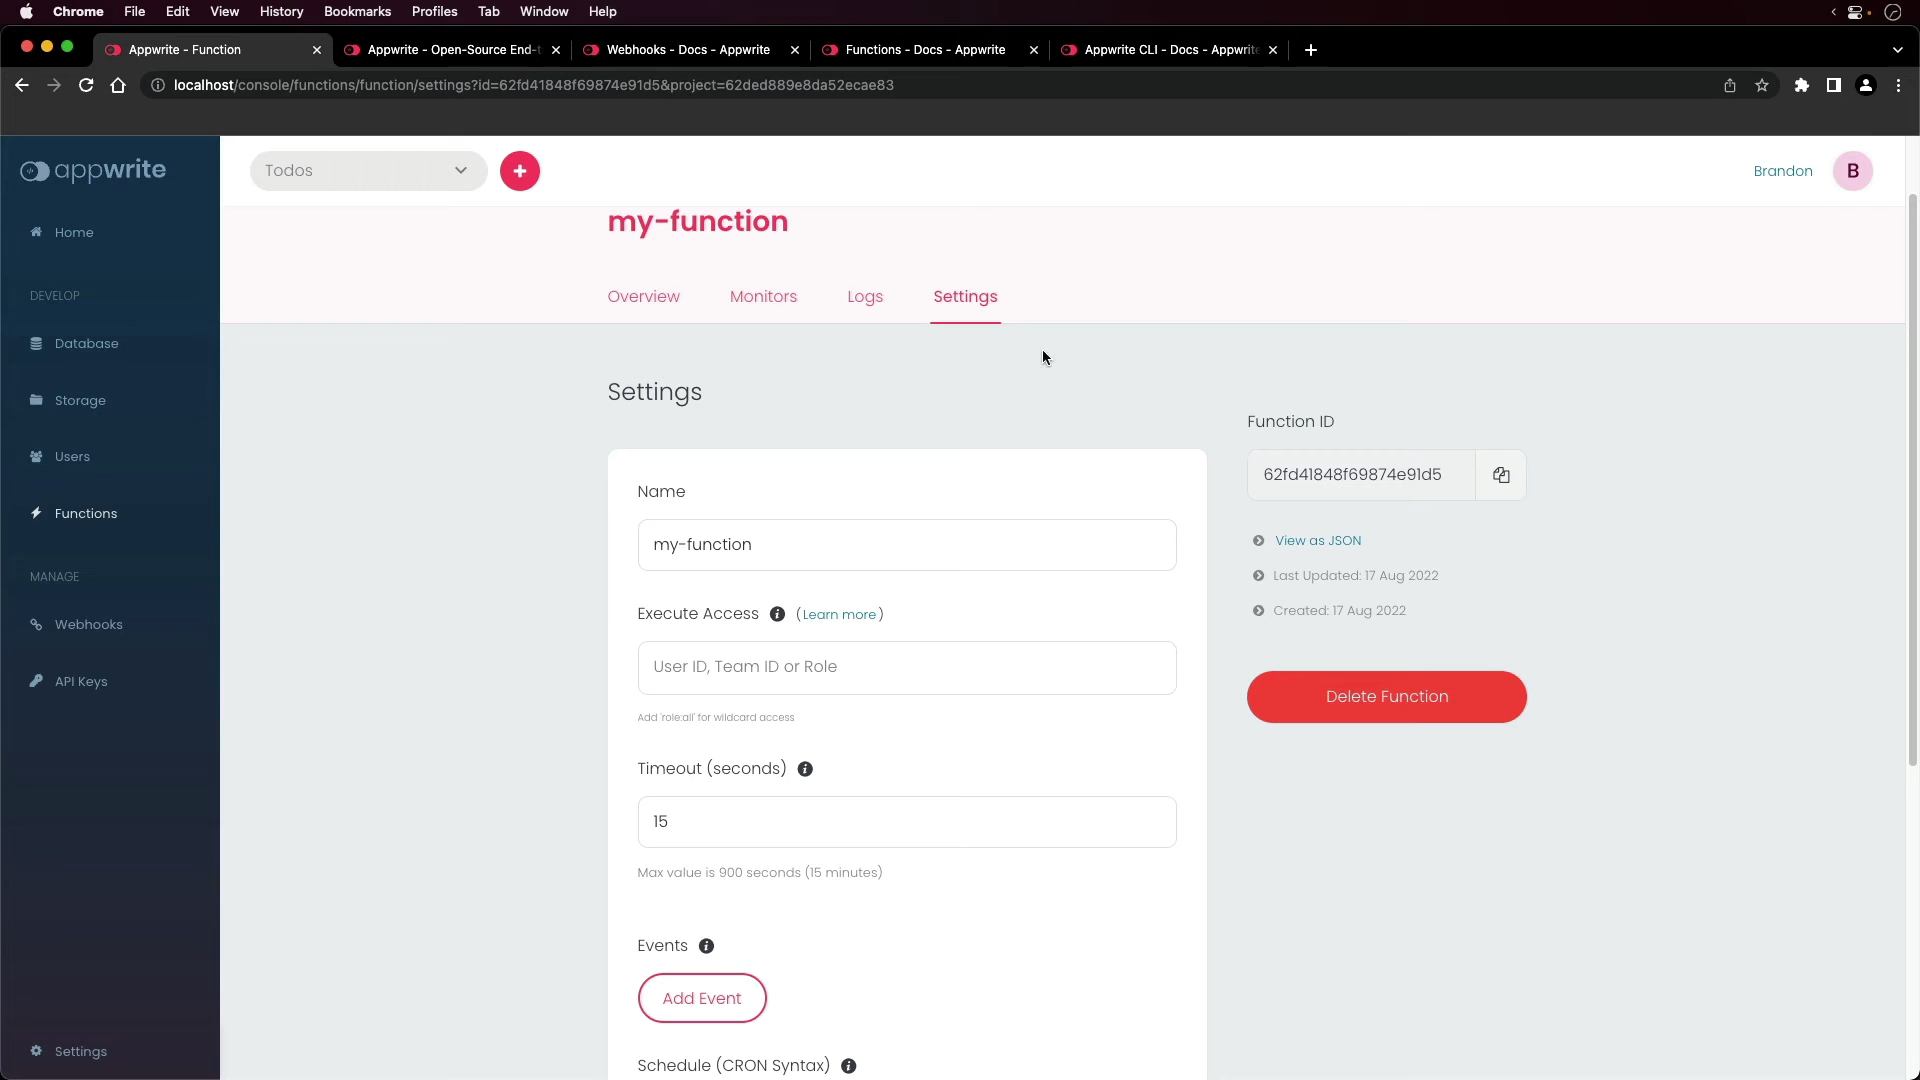 Chrome File Edit View History Bookmarks Profiles Tab Window Help
Appwrite - Function
Appwrite - Open-Source End-t
Webhooks - Docs - Appwrite
Functions - Docs - Appwrite
Appwrite CLI - Docs - Appwrite
localhost/console/functions/function/settings?id=62fd41848f69874e91d5&project=62ded889e8da52ecae83
appwrite
Todos
Brandon
B
my-function
Home
Overview Monitors Logs Settings
DEVELOP
Database
Storage
Users
Functions
MANAGE
Webhooks
API Keys
Settings
Settings
Name
my-function
Execute Access (Learn more)
User ID, Team ID or Role
Add 'role:all' for wildcard access
Timeout (seconds)
15
Max value is 900 seconds (15 minutes)
Events
Add Event
Schedule (CRON Syntax)
Function ID
62fd41848f69874e91d5
View as JSON
Last Updated: 17 Aug 2022
Created: 17 Aug 2022
Delete Function